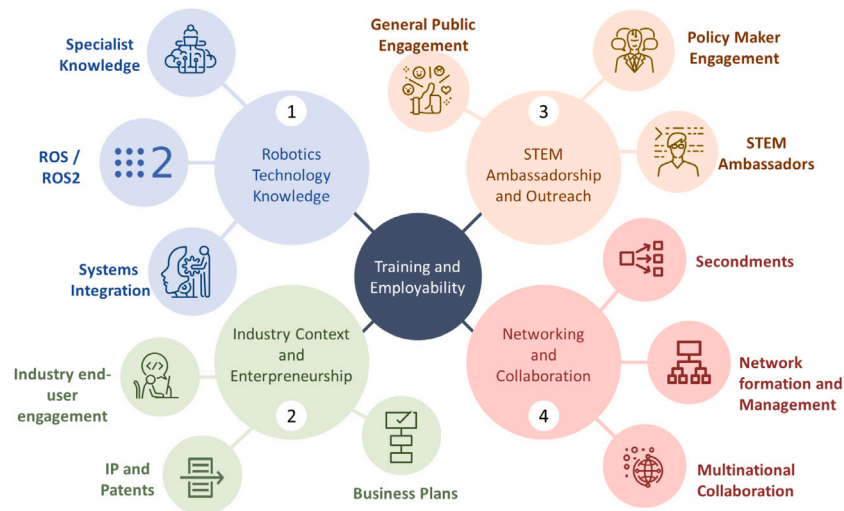 Specialist
Knowledge
ROS /
ROS2
2
Systems
Integration
1
Robotics
Technology
Knowledge
General Public
Engagement
Policy Maker
Engagement
STEM
Ambassadors
3
STEM
Ambassadorship
and Outreach
Training and
Employability
Industry Context
and
Enterpreneurship
2
Industry end-
user
engagement
IP and
Patents
Business Plans
Networking
and
Collaboration
4
Secondments
Network
formation and
Management
Multinational
Collaboration